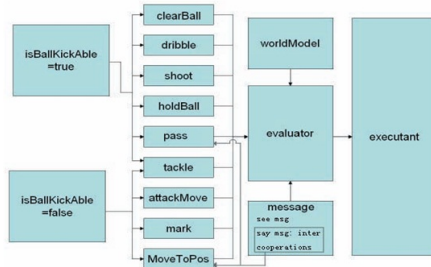 isBallKickAble
=true
isBallKickAble
=false
clearBall
dribble
shoot
holdBall
pass
tackle
attackMove
mark
MoveToPos
worldModel
evaluator
message
see msg
say msg: inter
cooperations
executant